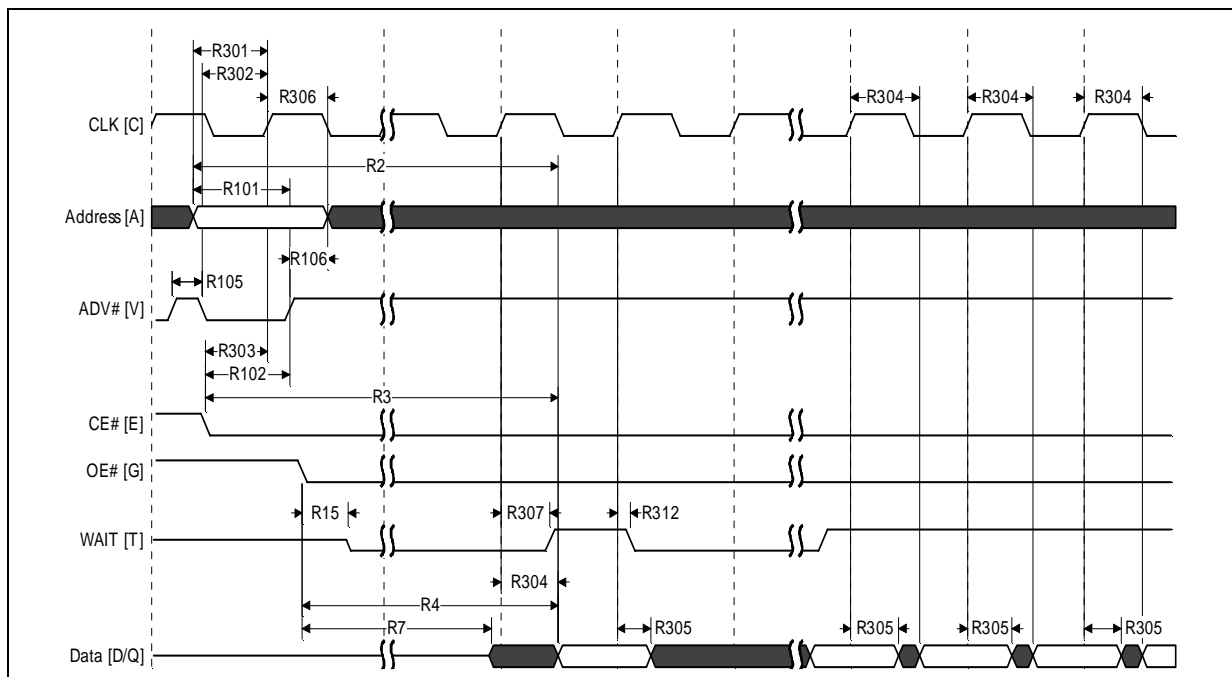 R301
R302
R306
R304 R304 R304
CLK [C]
R2
R101
Address [A]
R106
R105
ADV# [V]
R303
R102
R3
CE# [E]
OE# [G]
R15 R307 R312
WAIT [T]
R304
R4
R7 R305 R305 R305 R305
Data [D/Q]